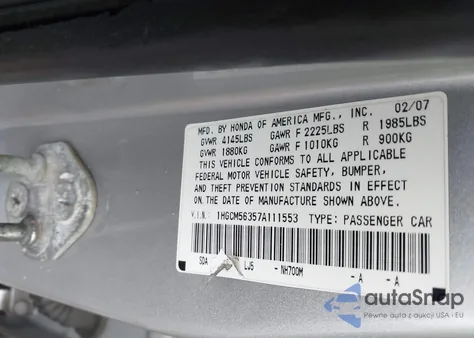 MFD. BY HONDA OF AMERICA MFG., INC. 02/07
GVWR 4145LBS GAWR F 2225LBS R 1985LBS
GVWR 1880KG GAWR F 1010KG R 900KG
THIS VEHICLE CONFORMS TO ALL APPLICABLE
FEDERAL MOTOR VEHICLE SAFETY, BUMPER,
AND THEFT PREVENTION STANDARDS IN EFFECT
ON THE DATE OF MANUFACTURE SHOWN ABOVE.
V.I.N.: 1HGCM56357A111553 TYPE: PASSENGER CAR
SDA LJ5 - NH700M -A -A
autoSnap
Pewne auto z aukcji USA i EU